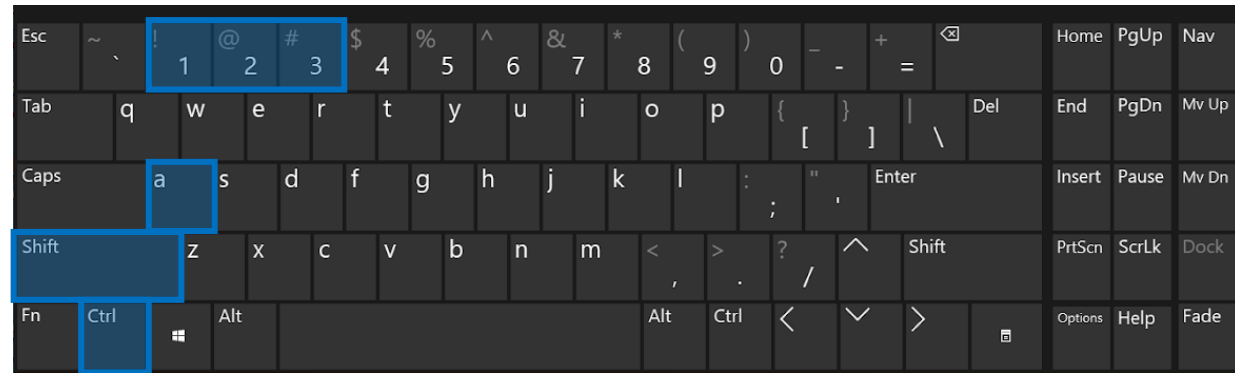 Esc ~ ` ! 1 @ 2 # 3 $ 4 % 5 ^ 6 & 7 * 8 ( 9 ) 0 _ - + = Home PgUp Nav
Tab q w e r t y u i o p { [ } ] | \ Del End PgDn Mv Up
Caps a s d f g h j k l : ; " ' Enter Insert Pause Mv Dn
Shift z x c v b n m < , > . ? / Shift PrtScn ScrLk Dock
Fn Ctrl Alt Alt Ctrl Options Help Fade